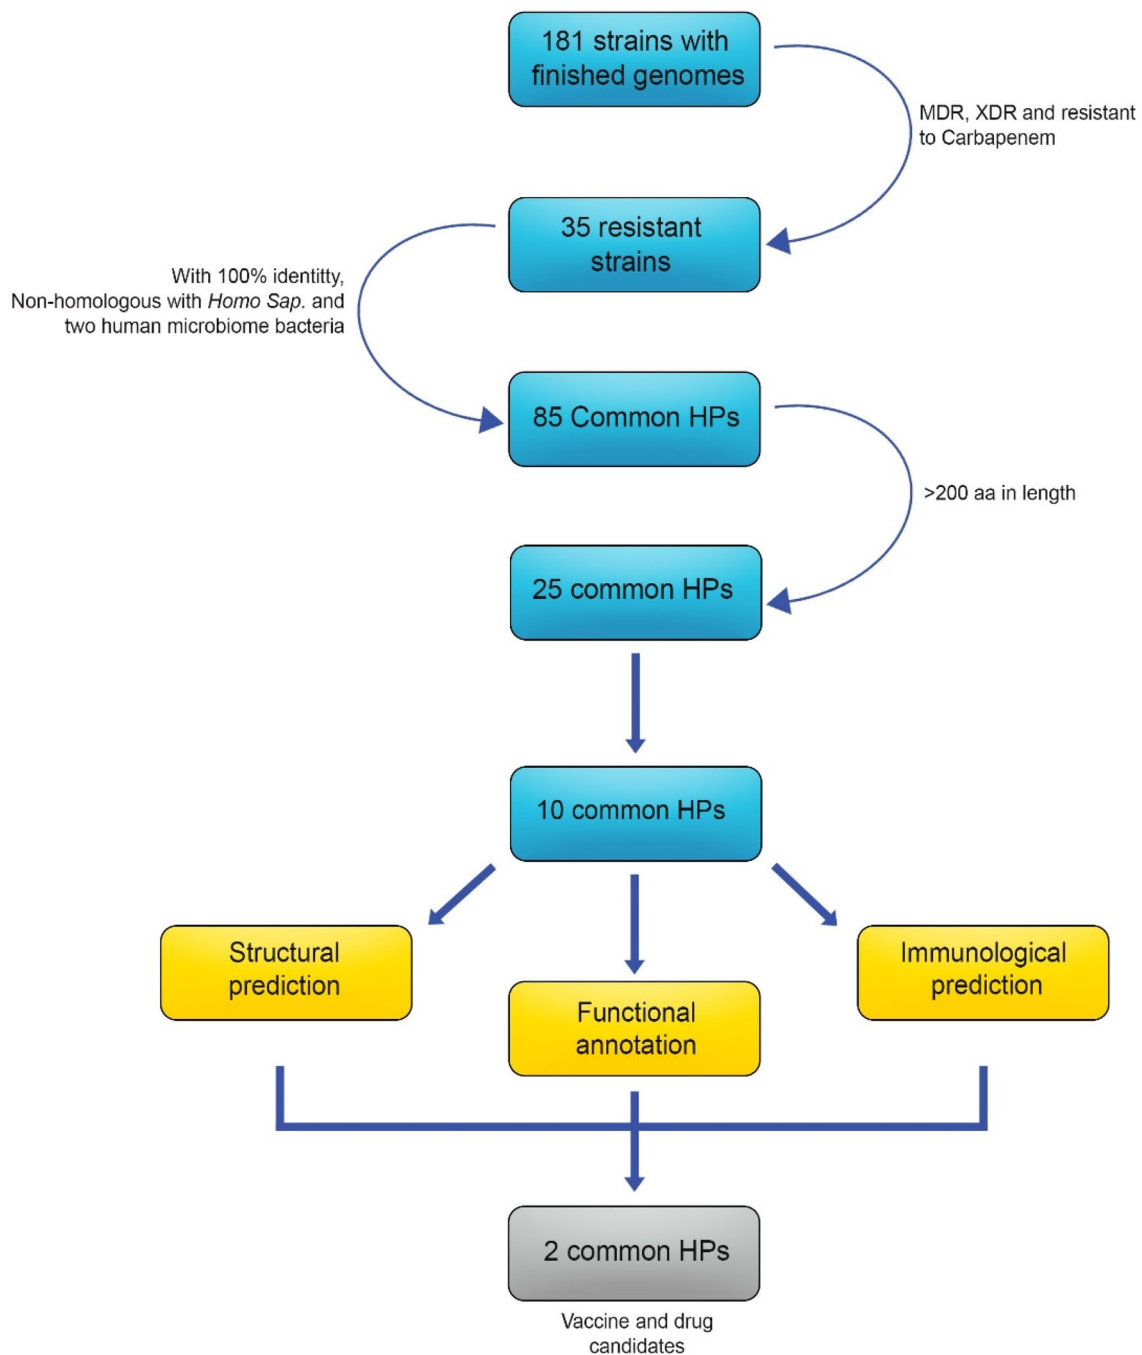 181 strains with
finished genomes
MDR, XDR and resistant
to Carbapenem
35 resistant
strains
With 100% identitty,
Non-homologous with Homo Sap. and
two human microbiome bacteria
85 Common HPs
>200 aa in length
25 common HPs
10 common HPs
Structural
prediction
Functional
annotation
Immunological
prediction
2 common HPs
Vaccine and drug
candidates